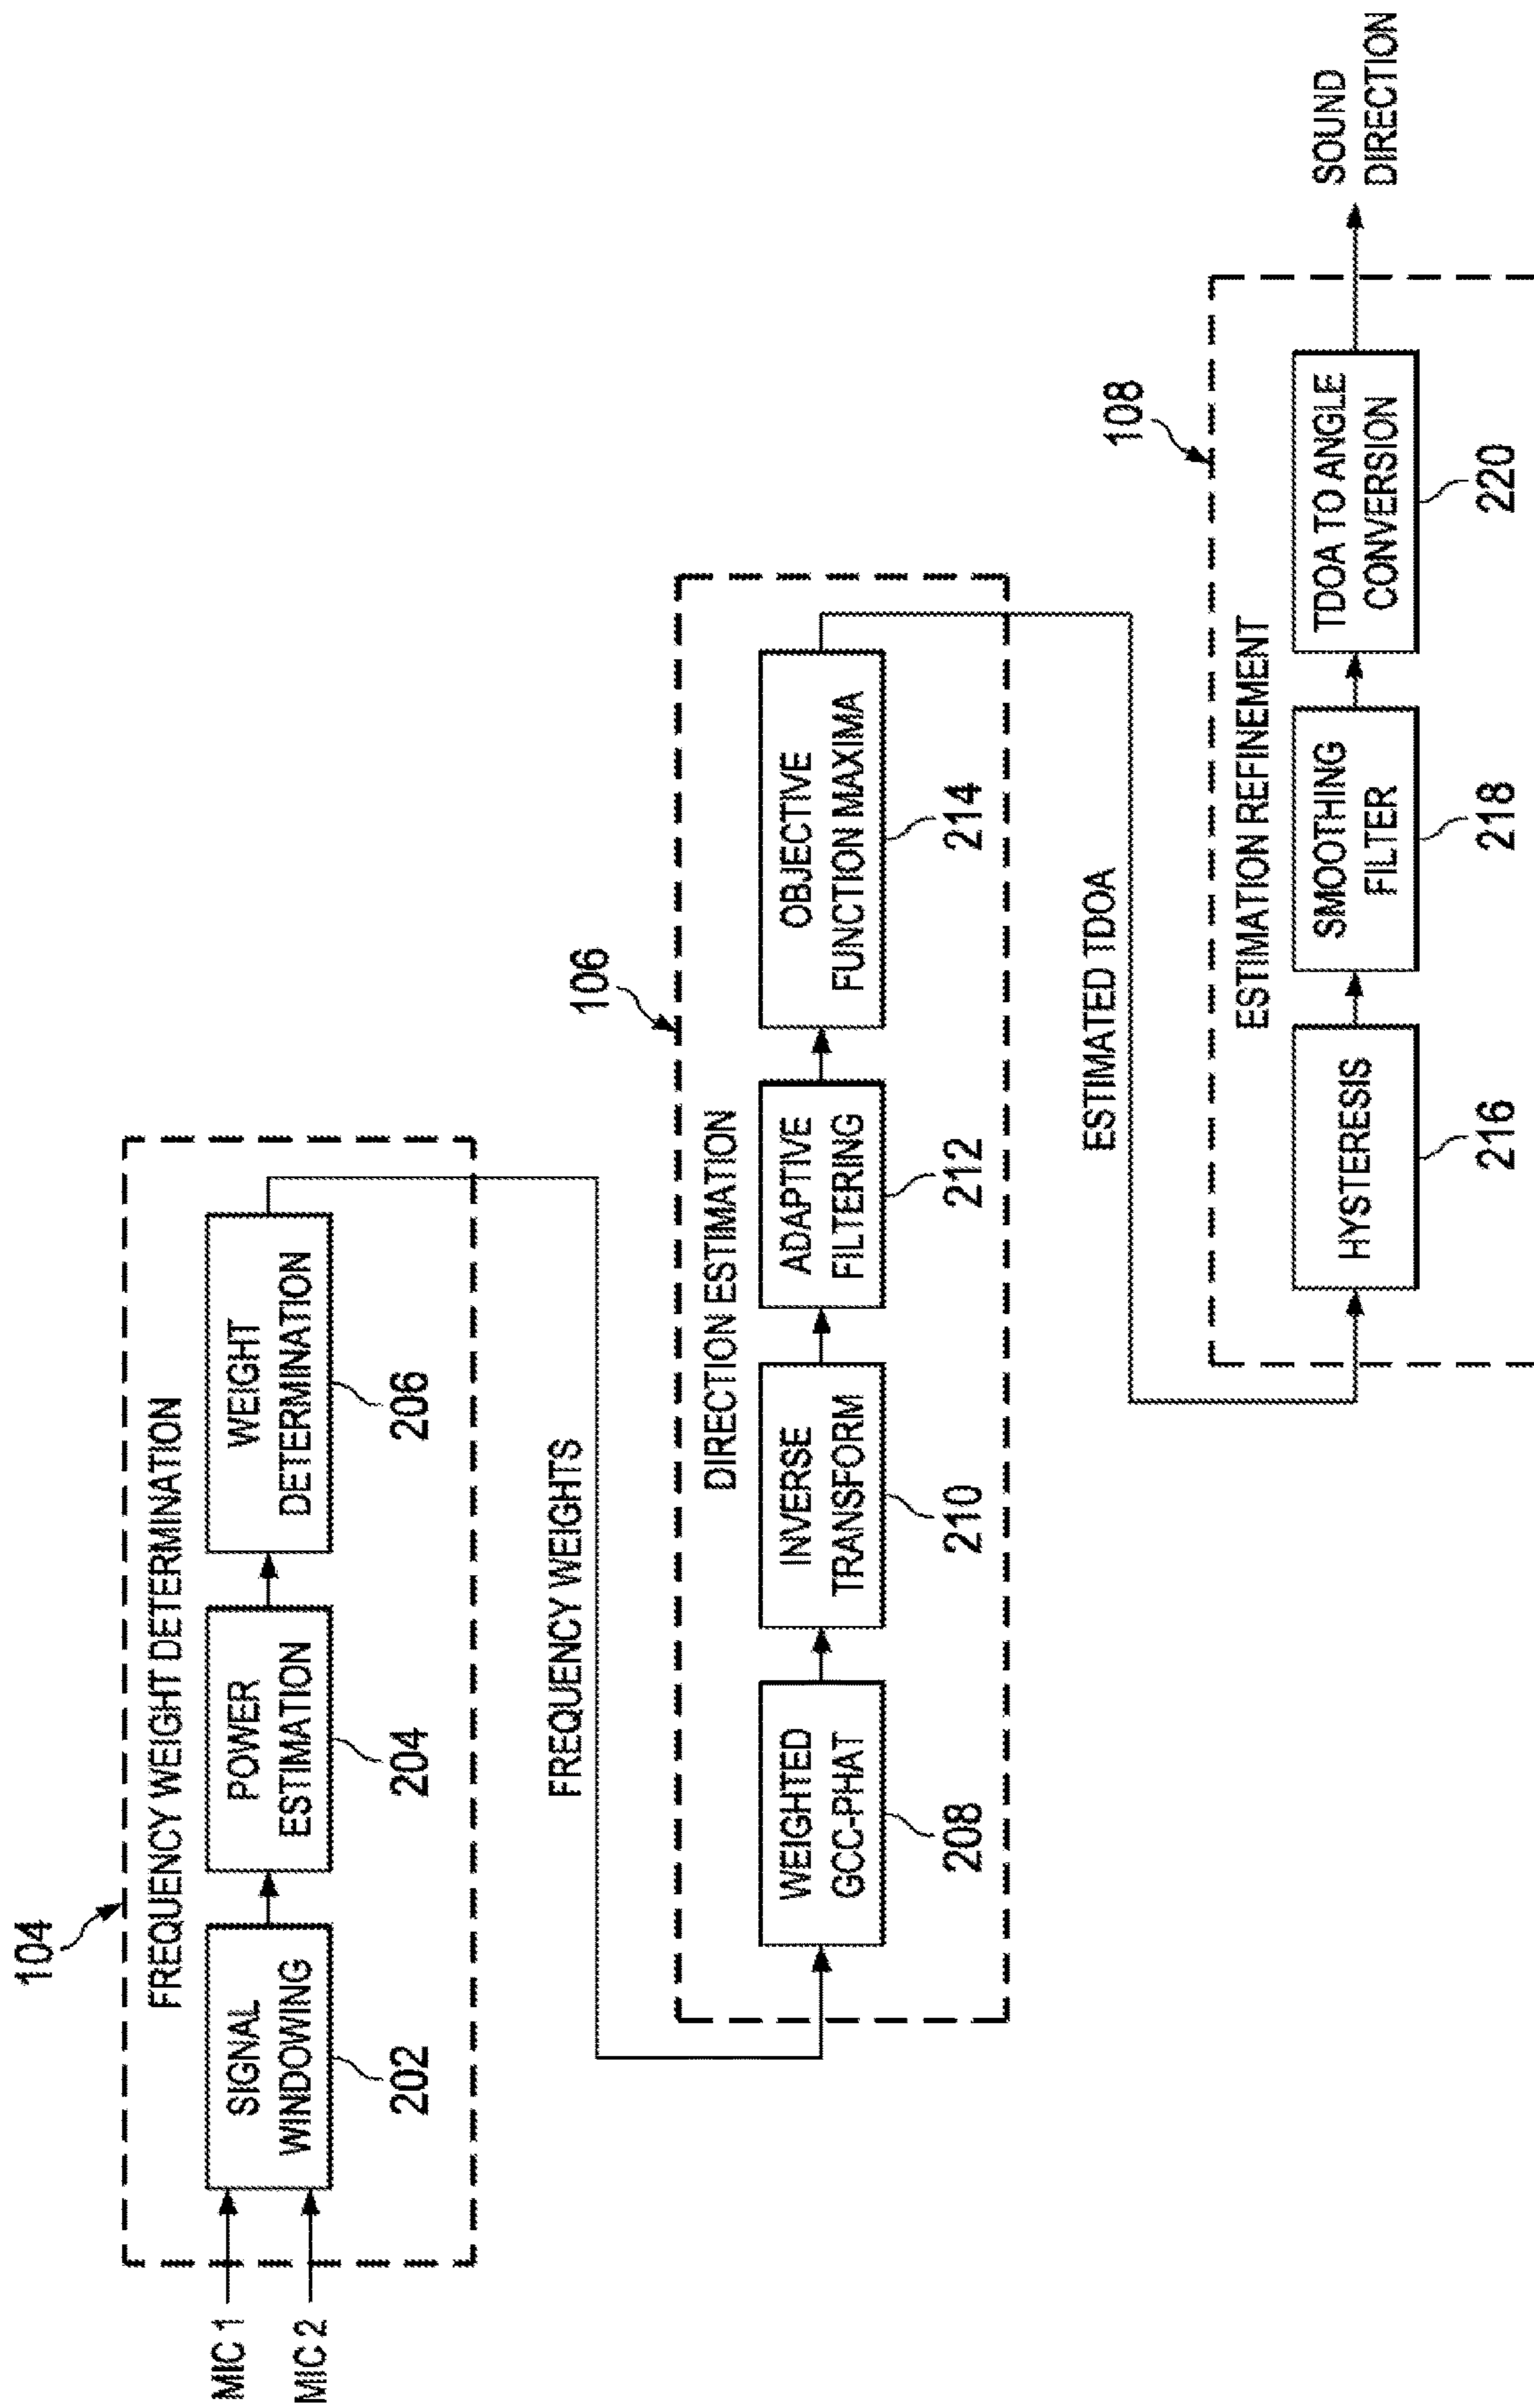 104
FREQUENCY WEIGHT DETERMINATION
MIC 1
MIC 2
SIGNAL
WINDOWING
202
POWER
ESTIMATION
204
WEIGHT
DETERMINATION
206
FREQUENCY WEIGHTS
106
DIRECTION ESTIMATION
WEIGHTED
GCC-PHAT
208
INVERSE
TRANSFORM
210
ADAPTIVE
FILTERING
212
OBJECTIVE
FUNCTION MAXIMA
214
ESTIMATED TDOA
108
ESTIMATION REFINEMENT
HYSTERESIS
216
SMOOTHING
FILTER
218
TDOA TO ANGLE
CONVERSION
220
SOUND
DIRECTION